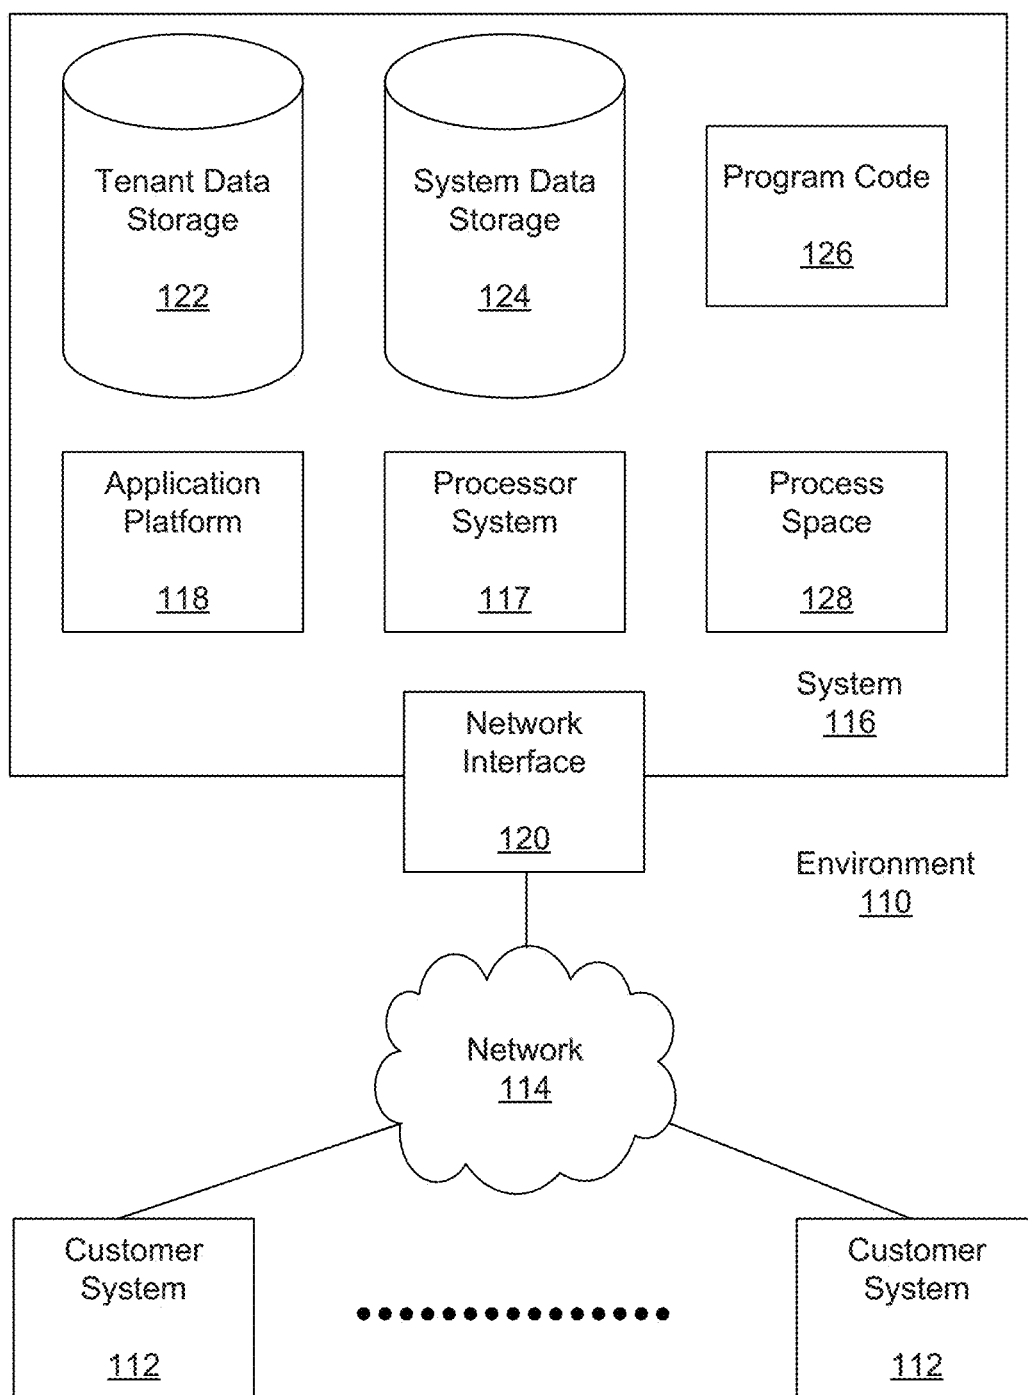 Tenant Data
Storage
122
System Data
Storage
124
Program Code
126
Application
Platform
118
Processor
System
117
Process
Space
128
System
116
Network
Interface
120
Environment
110
Network
114
Customer
System
112
Customer
System
112